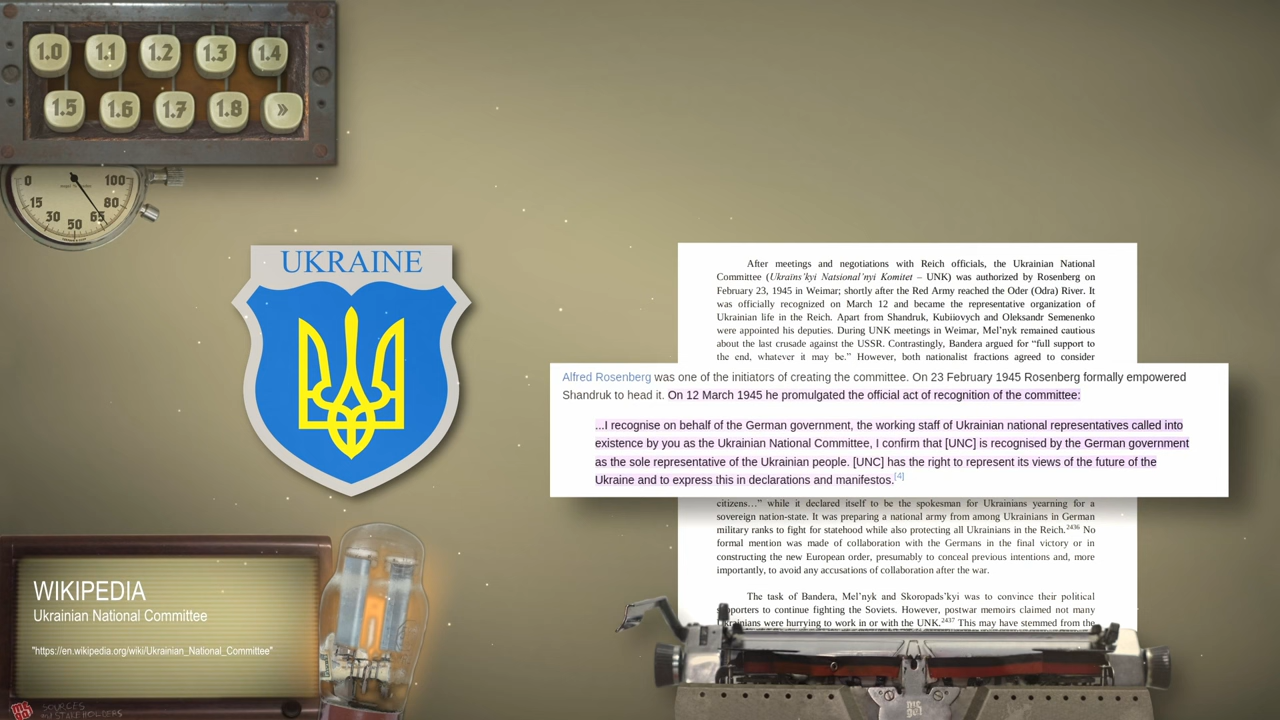 1.0 1.1 1.2 1.3 1.4
1.5 1.6 1.7 1.8 »
0 100
15 80
30 50 65
UKRAINE
After meetings and negotiations with Reich officials, the Ukrainian National
Committee (Ukrains'kyi Natsional'nyi Komitet – UNK) was authorized by Rosenberg on
February 23, 1945 in Weimar; shortly after the Red Army reached the Oder (Odra) River. It
was officially recognized on March 12 and became the representative organization of
Ukrainian life in the Reich. Apart from Shandruk, Kubiiovych and Oleksandr Semenenko
were appointed his deputies. During UNK meetings in Weimar, Mel'nyk remained cautious
about the last crusade against the USSR. Contrastingly, Bandera argued for “full support to
the end, whatever it may be.” However, both nationalist fractions agreed to consider
Alfred Rosenberg was one of the initiators of creating the committee. On 23 February 1945 Rosenberg formally empowered
Shandruk to head it. On 12 March 1945 he promulgated the official act of recognition of the committee:
...I recognise on behalf of the German government, the working staff of Ukrainian national representatives called into
existence by you as the Ukrainian National Committee, I confirm that [UNC] is recognised by the German government
as the sole representative of the Ukrainian people. [UNC] has the right to represent its views of the future of the
Ukraine and to express this in declarations and manifestos.[4]
citizens…” while it declared itself to be the spokesman for Ukrainians yearning for a
sovereign nation-state. It was preparing a national army from among Ukrainians in German
military ranks to fight for statehood while also protecting all Ukrainians in the Reich.2436 No
formal mention was made of collaboration with the Germans in the final victory or in
constructing the new European order, presumably to conceal previous intentions and, more
importantly, to avoid any accusations of collaboration after the war.
The task of Bandera, Mel'nyk and Skoropads'kyi was to convince their political
supporters to continue fighting the Soviets. However, postwar memoirs claimed not many
Ukrainians were hurrying to work in or with the UNK.2437 This may have stemmed from the
WIKIPEDIA
Ukrainian National Committee
"https://en.wikipedia.org/wiki/Ukrainian_National_Committee"
SOURCES
and STAKEHOLDERS